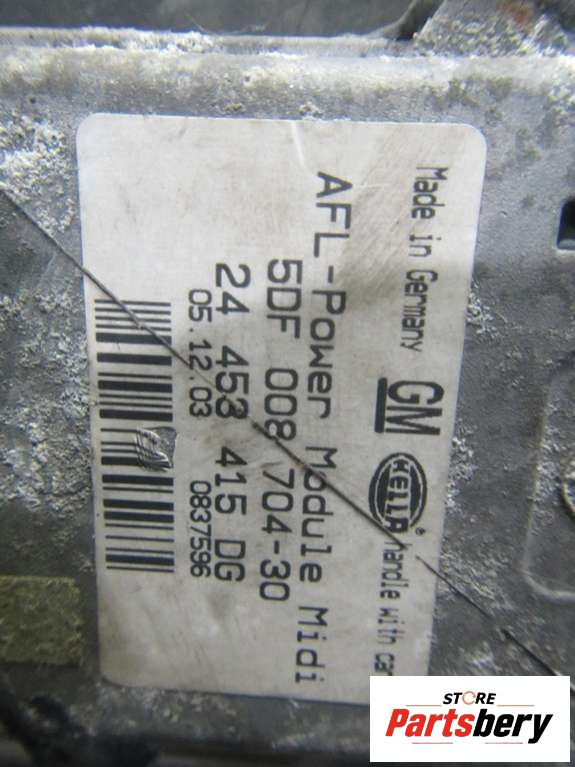 Made in Germany GM HELLA ® handle with
AFL-Power Module Midi
5DF 008 704-30
24 453 415 DG
05.12.03 0837596
STORE
Partsbery